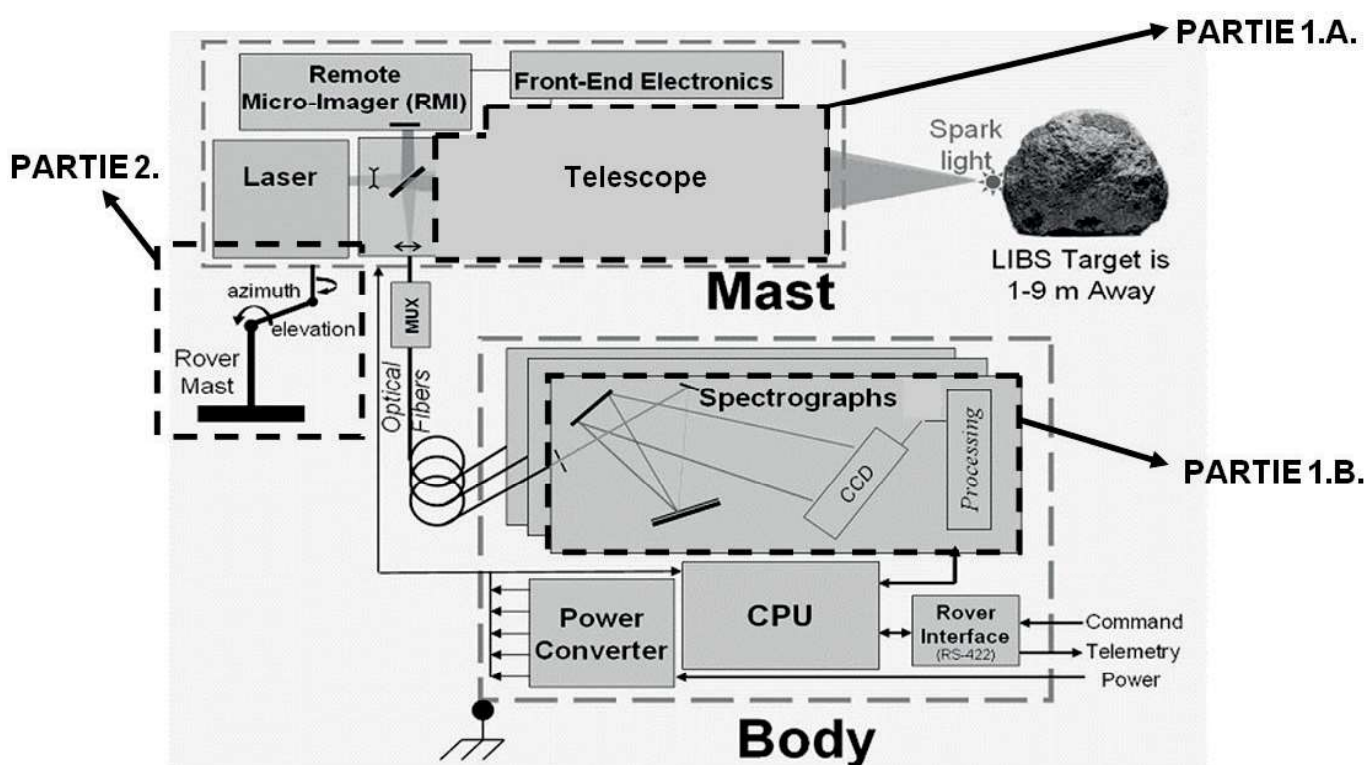 PARTIE 1.A.
Remote
Micro-Imager (RMI)
Front-End Electronics
Spark
light
PARTIE 2.
Laser
Telescope
LIBS Target is
1-9 m Away
Mast
azimuth
elevation
Rover
Mast
MUX
Optical
Fibers
Spectrographs
CCD
Processing
PARTIE 1.B.
Power
Converter
CPU
Rover
Interface
(RS-422)
Command
Telemetry
Power
Body